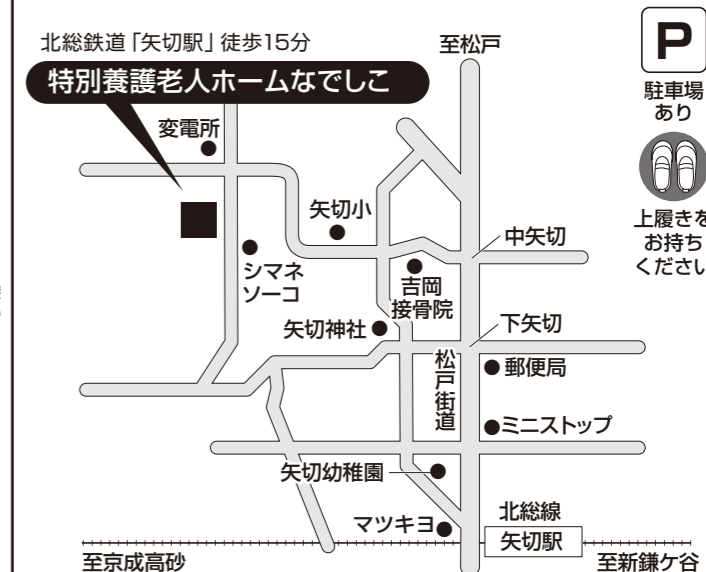 北総鉄道「矢切駅」徒歩15分
特別養護老人ホームなでしこ
至松戸
P
駐車場
あり
上履きを
お持ち
ください
変電所
矢切小
中矢切
シマネ
ソーコ
吉岡
接骨院
矢切神社
下矢切
松戸街道
郵便局
ミニストップ
矢切幼稚園
マツキヨ
北総線
矢切駅
至京成高砂
至新鎌ケ谷